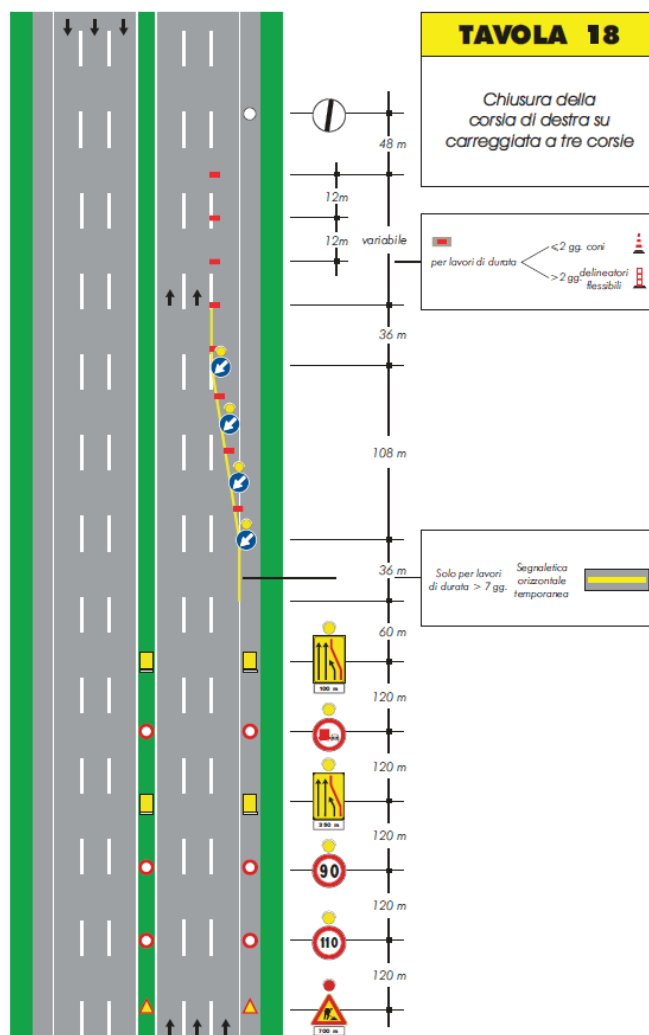 TAVOLA 18
Chiusura della
corsia di destra su
carreggiata a tre corsie
48 m
12m
12m
variabile
per lavori di durata
⩽2 gg. coni
>2 gg. delineatori
flessibili
36 m
108 m
36 m
Solo per lavori
di durata > 7 gg.
Segnaletica
orizzontale
temporanea
60 m
100 m
120 m
120 m
350 m
120 m
90
120 m
110
120 m
700 m